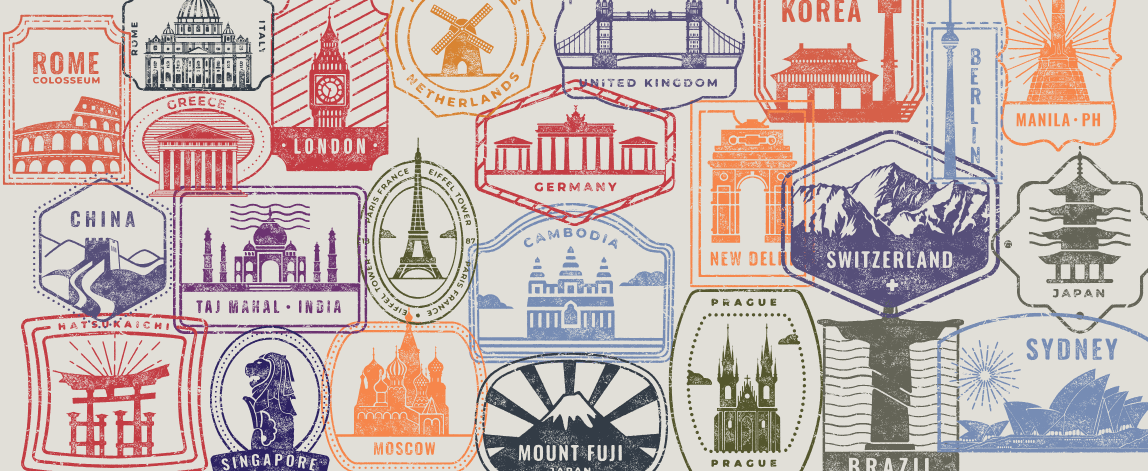 ROME
COLOSSEUM
ROME
ITALY
GREECE
LONDON
NETHERLANDS
UNITED KINGDOM
GERMANY
KOREA
BERLIN
MANILA • PH
CHINA
TAJ MAHAL • INDIA
PARIS FRANCE
EIFFEL TOWER
87
PARIS FRANCE
EIFFEL TOWER
CAMBODIA
NEW DELHI
SWITZERLAND
JAPAN
HATSUKAICHI
SINGAPORE
MOSCOW
MOUNT FUJI
JAPAN
PRAGUE
PRAGUE
BRAZIL
SYDNEY